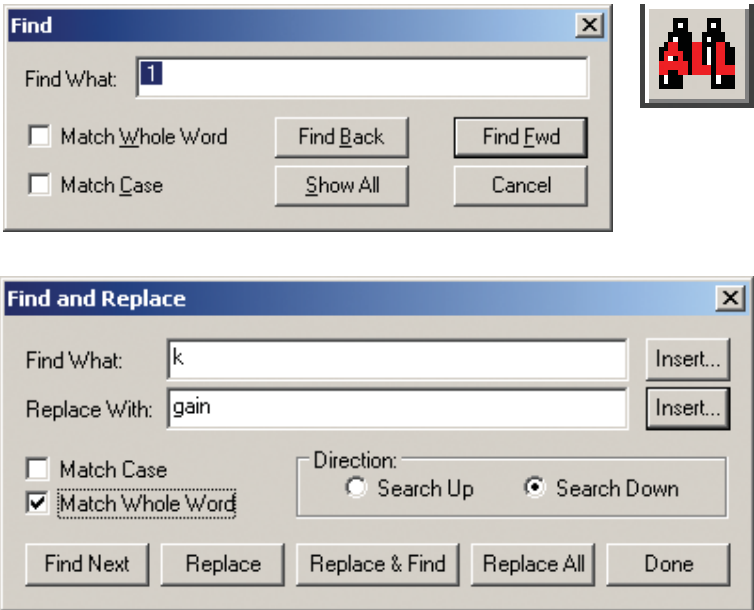 Find
ALL
Find What: 1
Match Whole Word Find Back Find Fwd
Match Case Show All Cancel
Find and Replace
Find What: k Insert...
Replace With: gain Insert...
Match Case
Direction:
Search Up Search Down
Match Whole Word
Find Next Replace Replace & Find Replace All Done